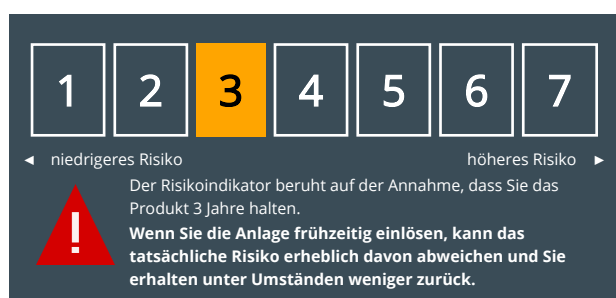 1 2 3 4 5 6 7
◄ niedrigeres Risiko höheres Risiko ►
!
Der Risikoindikator beruht auf der Annahme, dass Sie das
Produkt 3 Jahre halten.
Wenn Sie die Anlage frühzeitig einlösen, kann das
tatsächliche Risiko erheblich davon abweichen und Sie
erhalten unter Umständen weniger zurück.